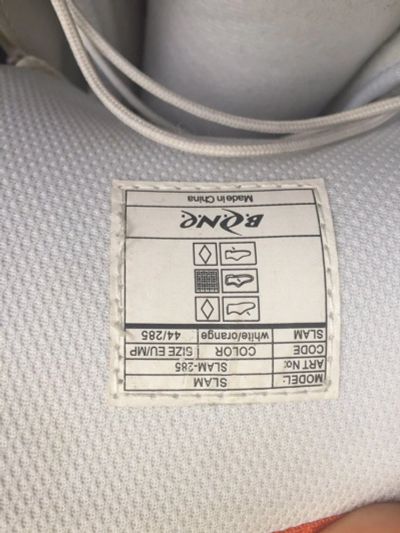 MODEL: SLAM
ART No: SLAM-285
CODE COLOR SIZE EU/MP
SLAM white/orange 44/285
B.ONE.
Made in China